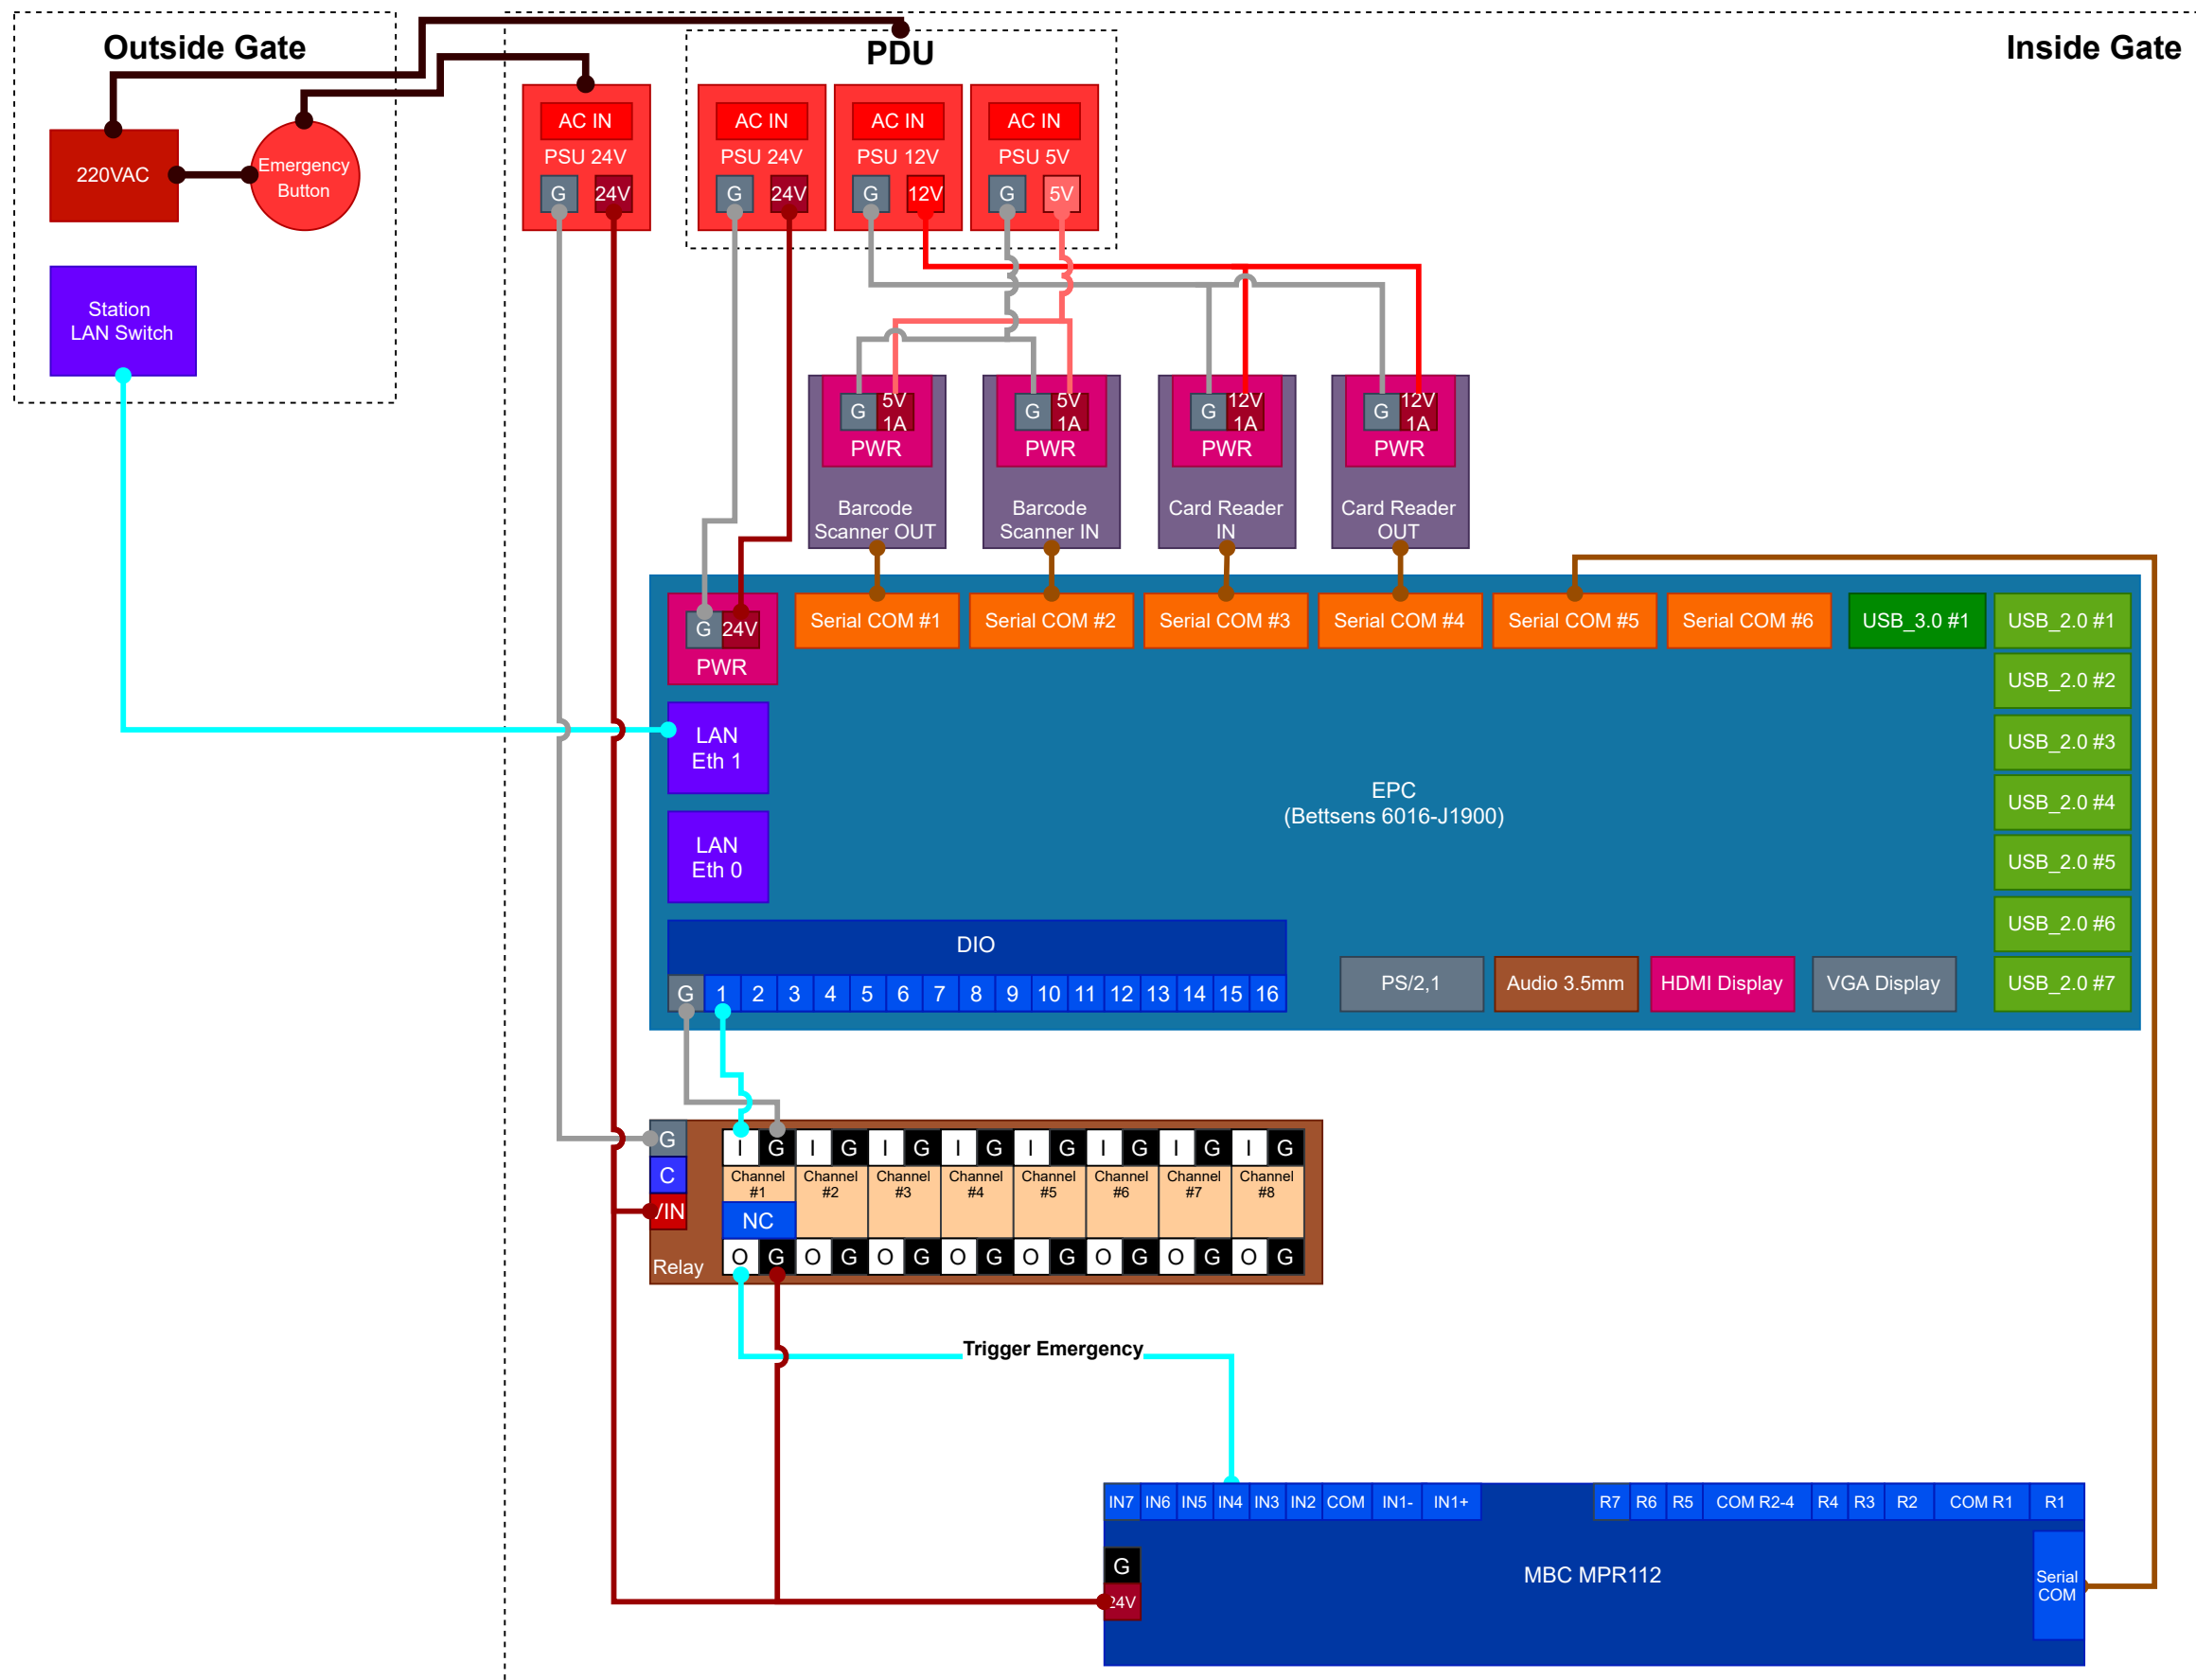 Outside Gate
PDU
Inside Gate
AC IN
PSU 24V
G
24V
AC IN
PSU 24V
G
24V
AC IN
PSU 12V
G
12V
AC IN
PSU 5V
G
5V
220VAC
Emergency
Button
Station
LAN Switch
G
5V
1A
PWR
Barcode
Scanner OUT
G
5V
1A
PWR
Barcode
Scanner IN
G
12V
1A
PWR
Card Reader
IN
G
12V
1A
PWR
Card Reader
OUT
G
24V
PWR
Serial COM #1
Serial COM #2
Serial COM #3
Serial COM #4
Serial COM #5
Serial COM #6
USB_3.0 #1
USB_2.0 #1
USB_2.0 #2
USB_2.0 #3
USB_2.0 #4
USB_2.0 #5
USB_2.0 #6
USB_2.0 #7
LAN
Eth 1
LAN
Eth 0
EPC
(Bettsens 6016-J1900)
DIO
G 1 2 3 4 5 6 7 8 9 10 11 12 13 14 15 16
PS/2,1
Audio 3.5mm
HDMI Display
VGA Display
G
C
VIN
Relay
I G I G I G I G I G I G I G I G
Channel
#1
Channel
#2
Channel
#3
Channel
#4
Channel
#5
Channel
#6
Channel
#7
Channel
#8
NC
O G O G O G O G O G O G O G O G
Trigger Emergency
IN7 IN6 IN5 IN4 IN3 IN2 COM IN1- IN1+
R7 R6 R5 COM R2-4 R4 R3 R2 COM R1 R1
G
24V
MBC MPR112
Serial
COM